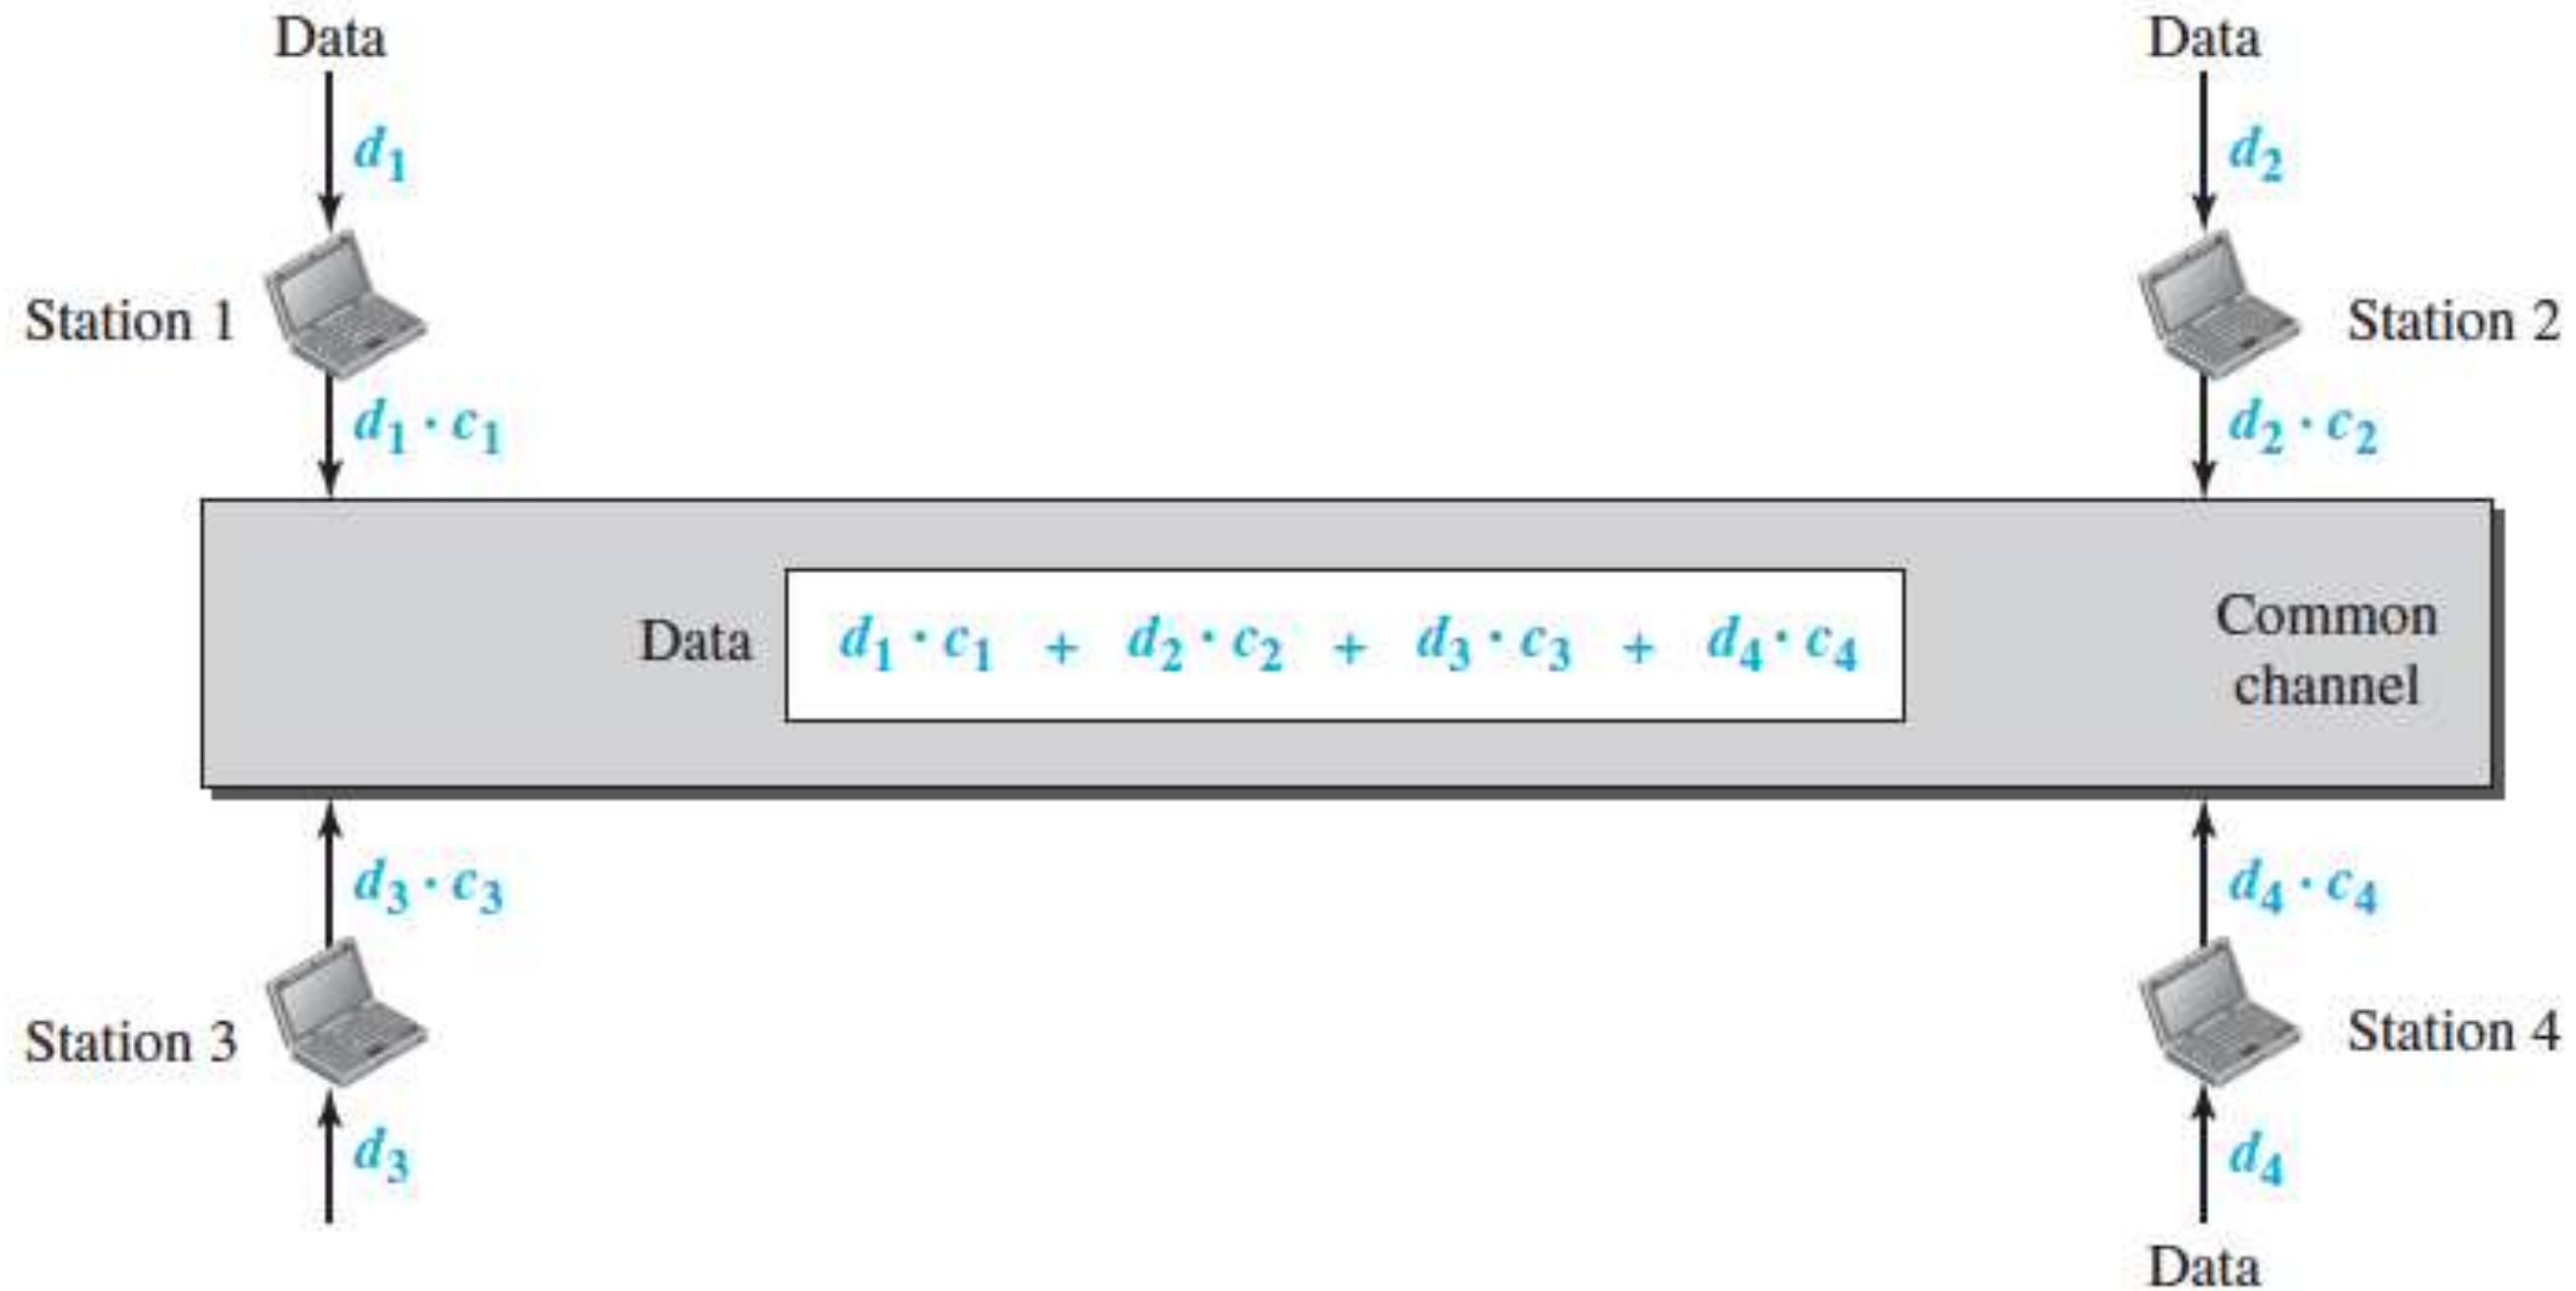 Data
Data
d₁
d₂
Station 1
Station 2
d₁ · c₁
d₂ · c₂
Data
d₁ · c₁ + d₂ · c₂ + d₃ · c₃ + d₄ · c₄
Common
channel
d₃ · c₃
d₄ · c₄
Station 3
Station 4
d₃
d₄
Data